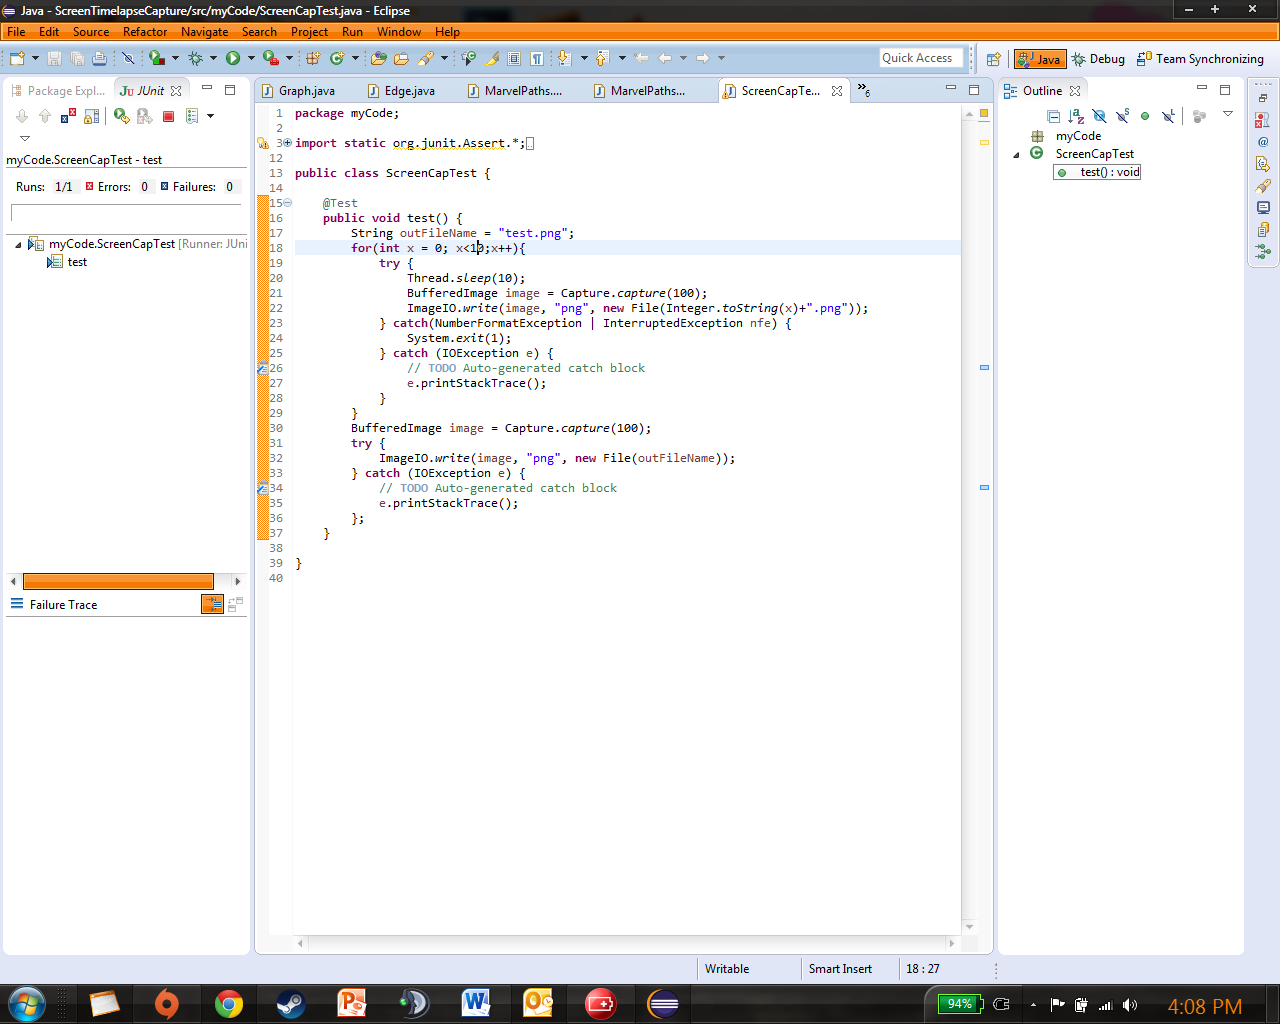 Java - ScreenTimelapseCapture/src/myCode/ScreenCapTest.java - Eclipse
File Edit Source Refactor Navigate Search Project Run Window Help
Quick Access Java Debug Team Synchronizing
Package Expl... JUnit
Graph.java Edge.java MarvelPaths.... MarvelPaths... ScreenCapTe... »6
Outline
myCode.ScreenCapTest - test
Runs: 1/1 Errors: 0 Failures: 0
myCode.ScreenCapTest [Runner: JUni
test
Failure Trace
1 package myCode;
2
3 import static org.junit.Assert.*;
12
13 public class ScreenCapTest {
14
15 @Test
16 public void test() {
17 String outFileName = "test.png";
18 for(int x = 0; x<10;x++){
19 try {
20 Thread.sleep(10);
21 BufferedImage image = Capture.capture(100);
22 ImageIO.write(image, "png", new File(Integer.toString(x)+".png"));
23 } catch(NumberFormatException | InterruptedException nfe) {
24 System.exit(1);
25 } catch (IOException e) {
26 // TODO Auto-generated catch block
27 e.printStackTrace();
28 }
29 }
30 BufferedImage image = Capture.capture(100);
31 try {
32 ImageIO.write(image, "png", new File(outFileName));
33 } catch (IOException e) {
34 // TODO Auto-generated catch block
35 e.printStackTrace();
36 };
37 }
38
39 }
40
myCode
ScreenCapTest
test() : void
Writable Smart Insert 18 : 27
94% 4:08 PM